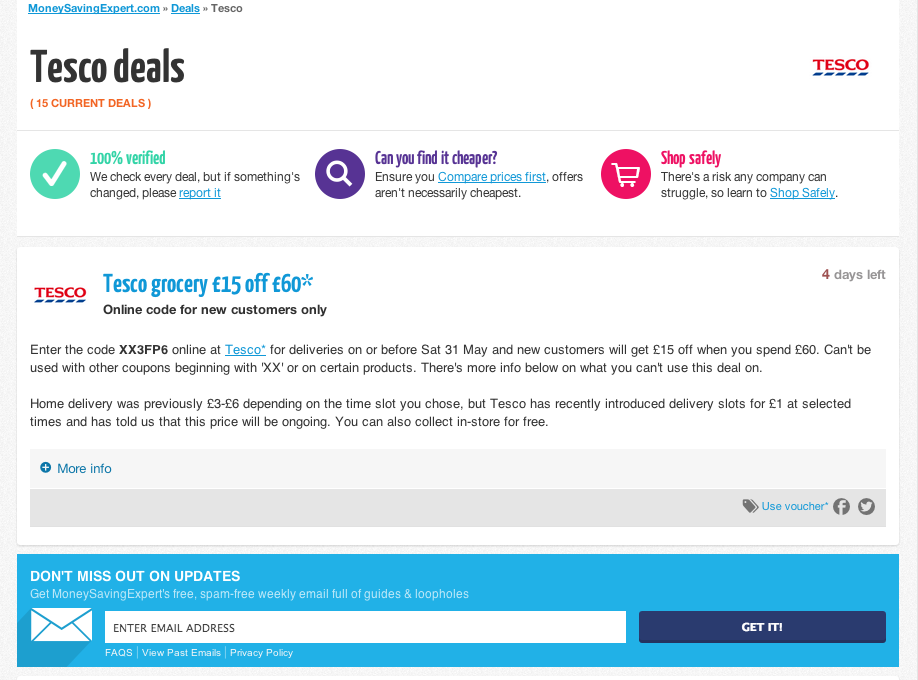 MoneySavingExpert.com » Deals » Tesco
Tesco deals
TESCO
( 15 CURRENT DEALS )
100% verified
We check every deal, but if something's
changed, please report it
Can you find it cheaper?
Ensure you Compare prices first, offers
aren't necessarily cheapest.
Shop safely
There's a risk any company can
struggle, so learn to Shop Safely.
TESCO
Tesco grocery £15 off £60*
4 days left
Online code for new customers only
Enter the code XX3FP6 online at Tesco* for deliveries on or before Sat 31 May and new customers will get £15 off when you spend £60. Can't be
used with other coupons beginning with 'XX' or on certain products. There's more info below on what you can't use this deal on.
Home delivery was previously £3-£6 depending on the time slot you chose, but Tesco has recently introduced delivery slots for £1 at selected
times and has told us that this price will be ongoing. You can also collect in-store for free.
More info
Use voucher*
DON'T MISS OUT ON UPDATES
Get MoneySavingExpert's free, spam-free weekly email full of guides & loopholes
ENTER EMAIL ADDRESS
GET IT!
FAQS | View Past Emails | Privacy Policy